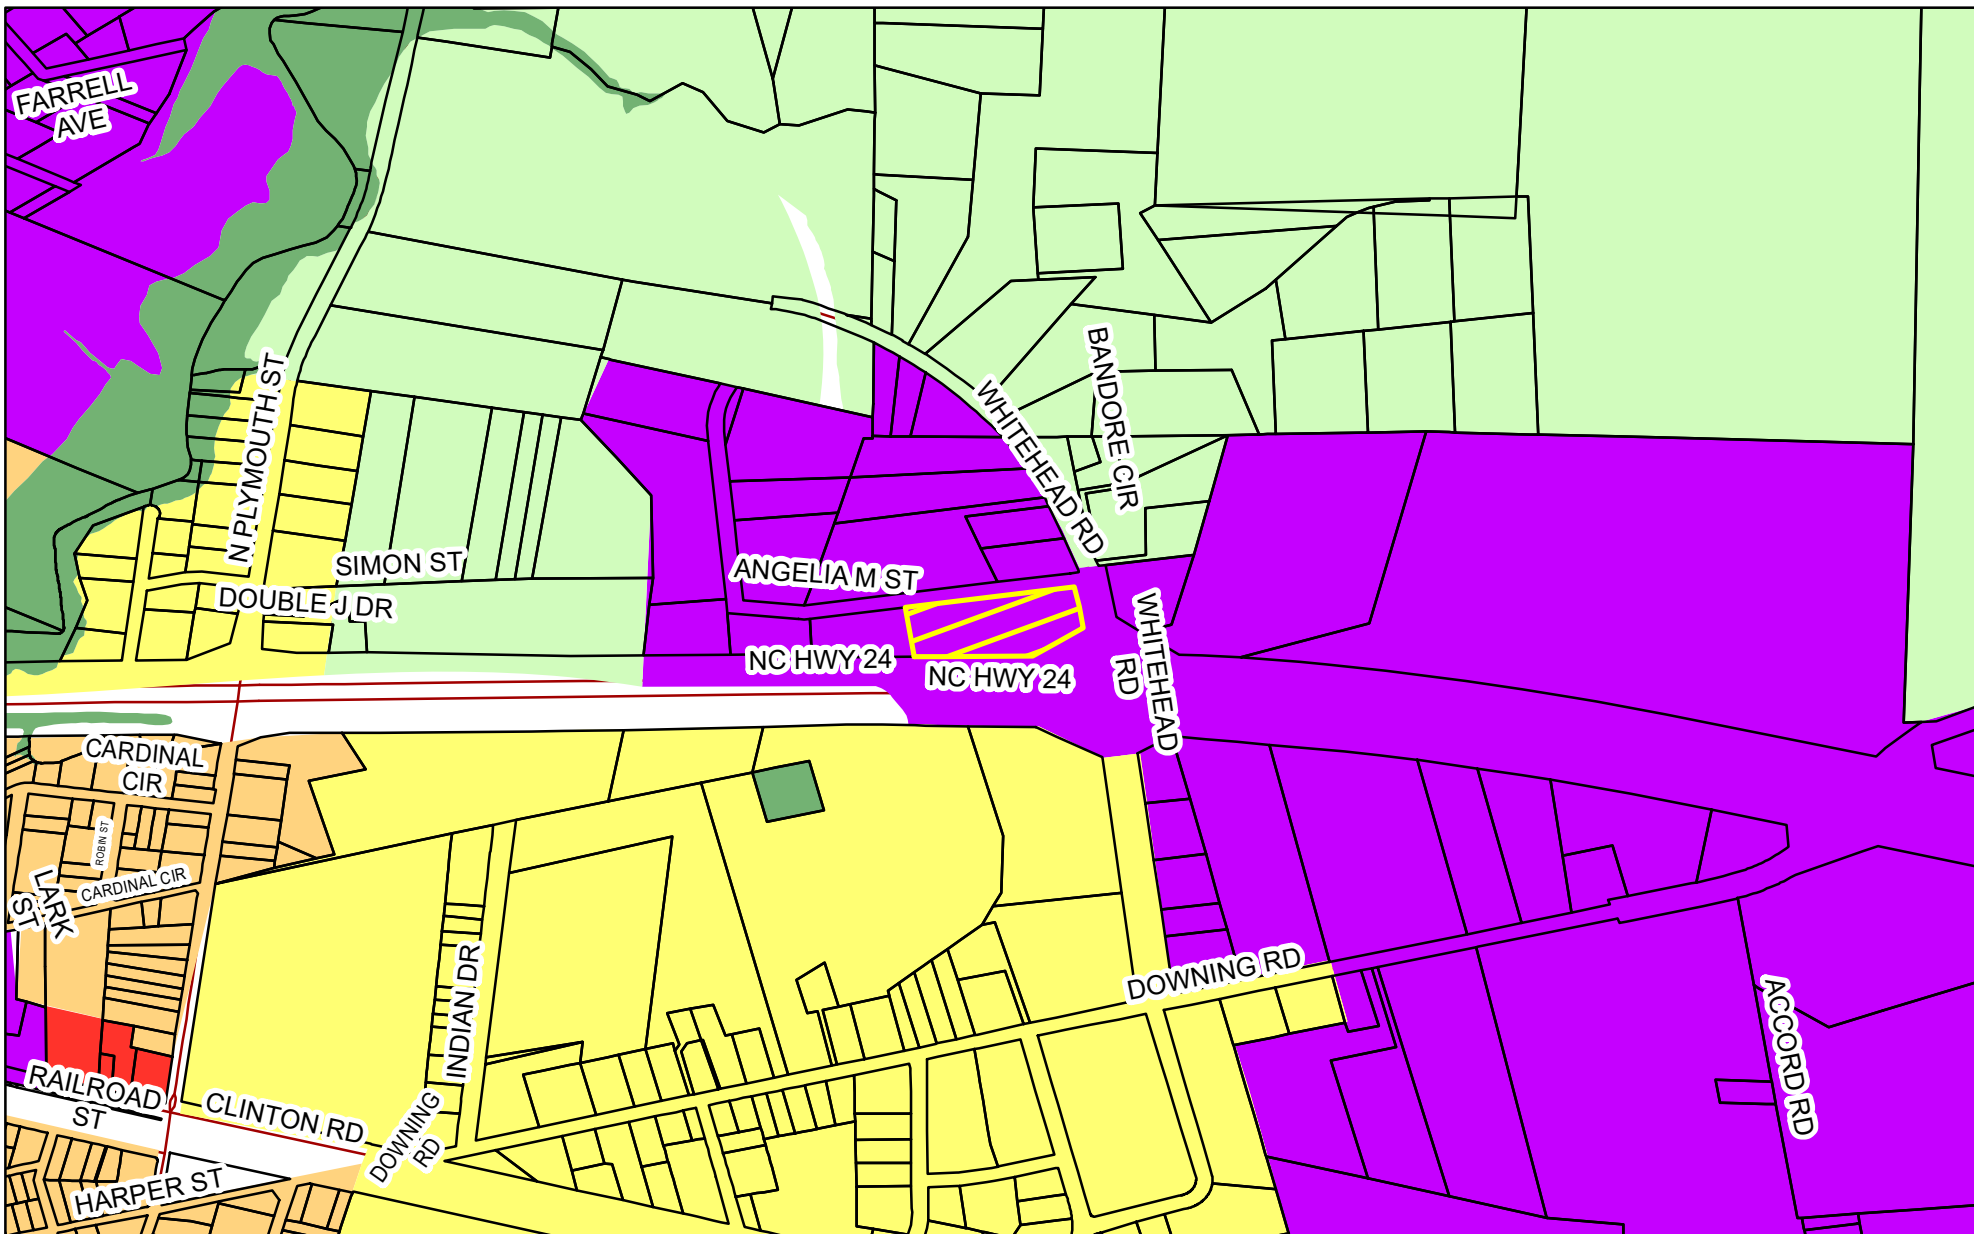 FARRELL
AVE
N PLYMOUTH ST
BANDORE CIR
WHITEHEAD RD
SIMON ST
ANGELIA M ST
DOUBLE J DR
WHITEHEAD
RD
NC HWY 24
NC HWY 24
CARDINAL
CIR
ROBIN ST
CARDINAL CIR
LARK
ST
INDIAN DR
DOWNING RD
ACCORD RD
RAILROAD
ST
CLINTON RD
DOWNING
RD
HARPER ST